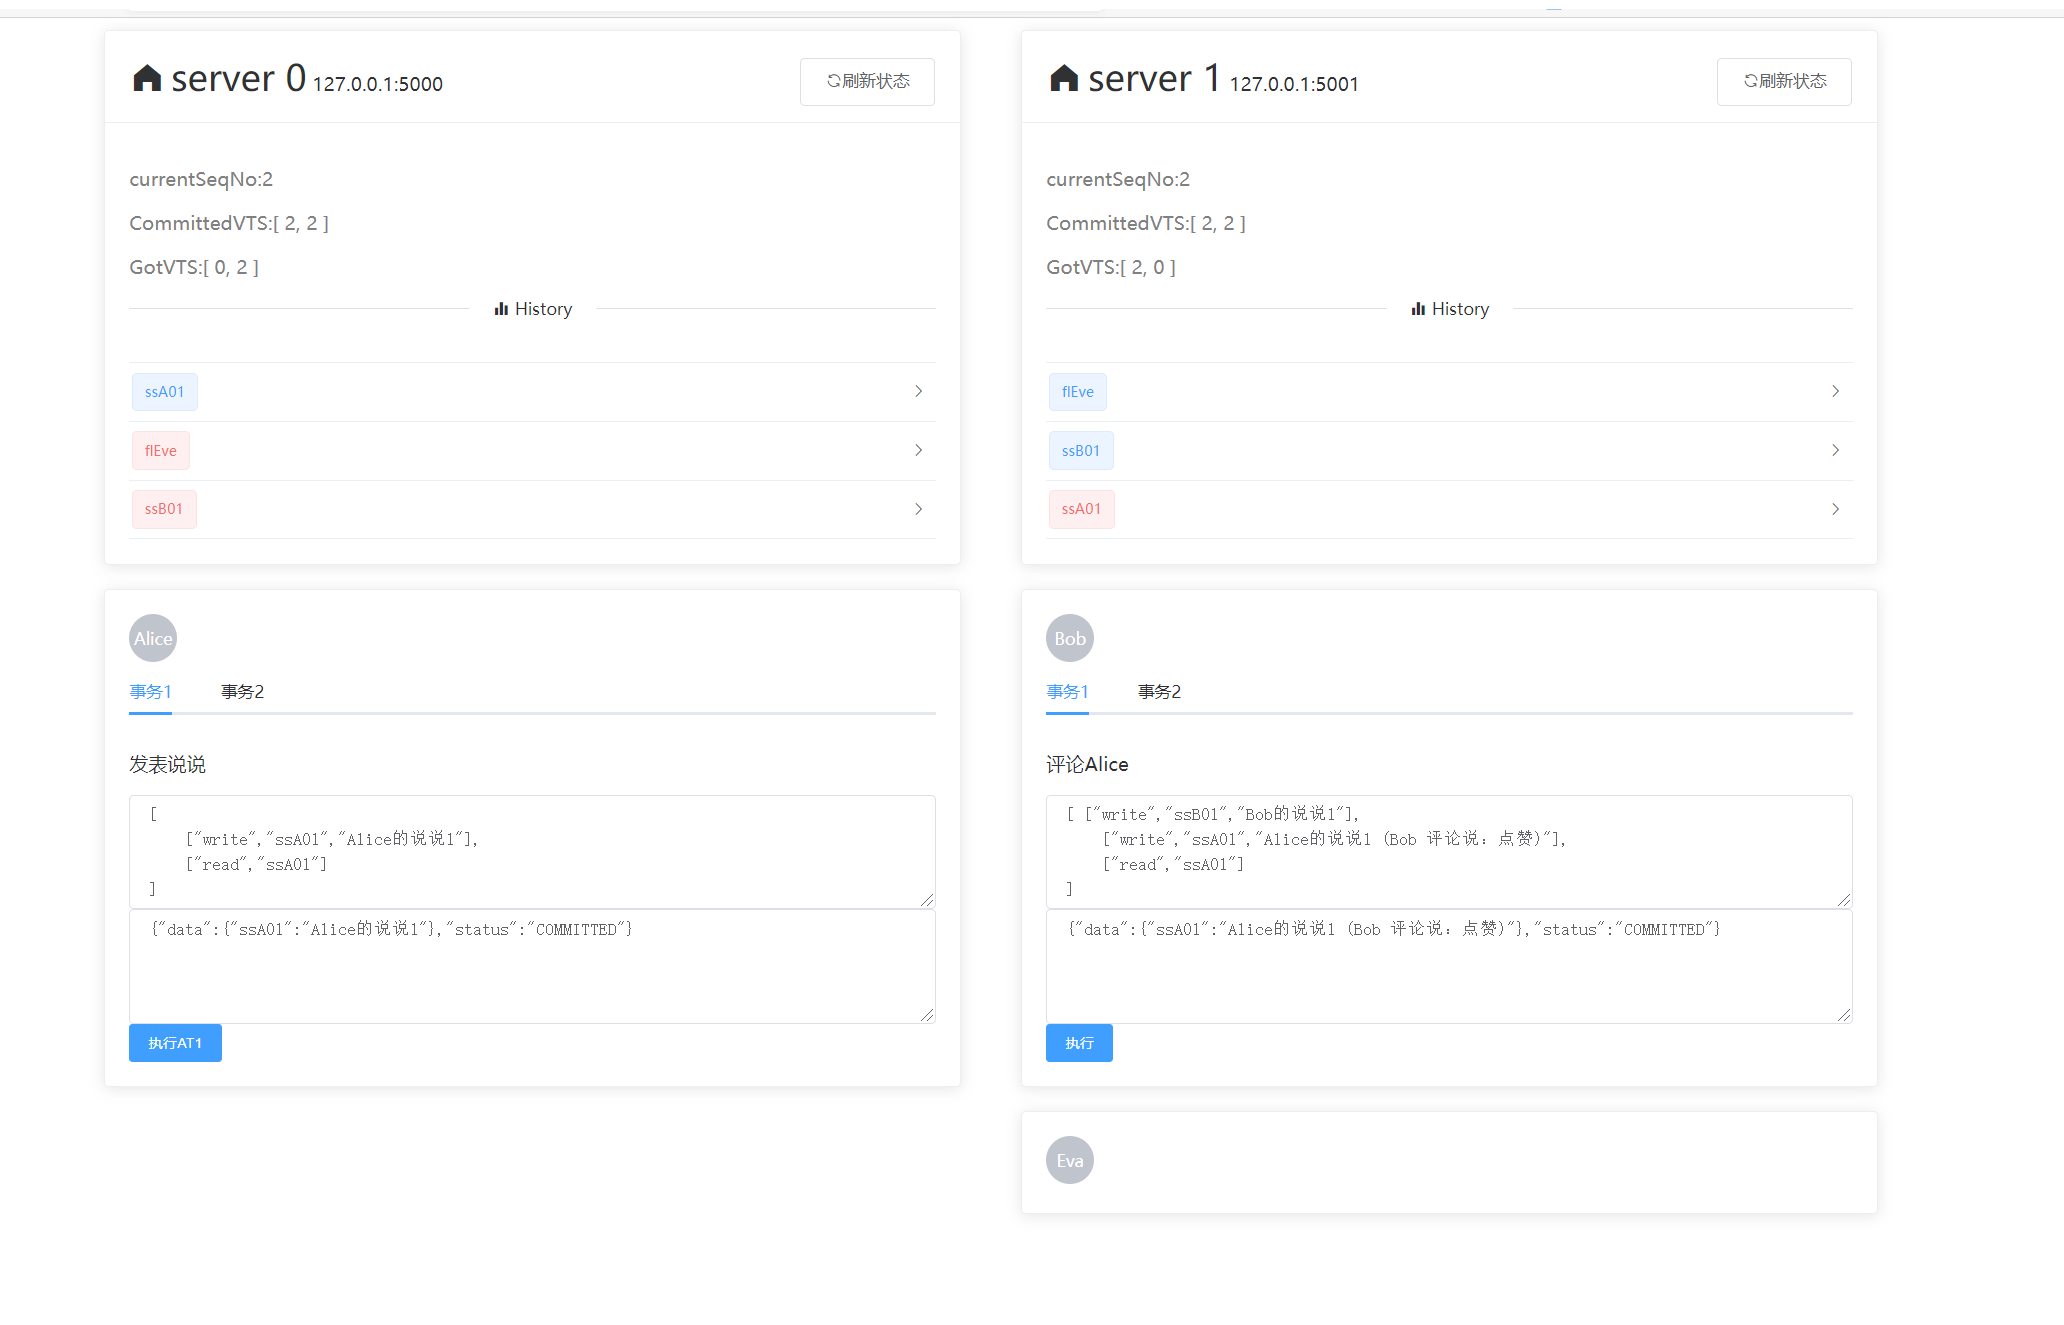 server 0 127.0.0.1:5000
刷新状态
currentSeqNo:2
CommittedVTS:[ 2, 2 ]
GotVTS:[ 0, 2 ]
History
ssA01
flEve
ssB01
Alice
事务1 事务2
发表说说
[
["write","ssA01","Alice的说说1"],
["read","ssA01"]
]
{"data":{"ssA01":"Alice的说说1"},"status":"COMMITTED"}
执行AT1
server 1 127.0.0.1:5001
刷新状态
currentSeqNo:2
CommittedVTS:[ 2, 2 ]
GotVTS:[ 2, 0 ]
History
flEve
ssB01
ssA01
Bob
事务1 事务2
评论Alice
[ ["write","ssB01","Bob的说说1"],
["write","ssA01","Alice的说说1 (Bob 评论说：点赞)"],
["read","ssA01"]
]
{"data":{"ssA01":"Alice的说说1 (Bob 评论说：点赞)"},"status":"COMMITTED"}
执行
Eva